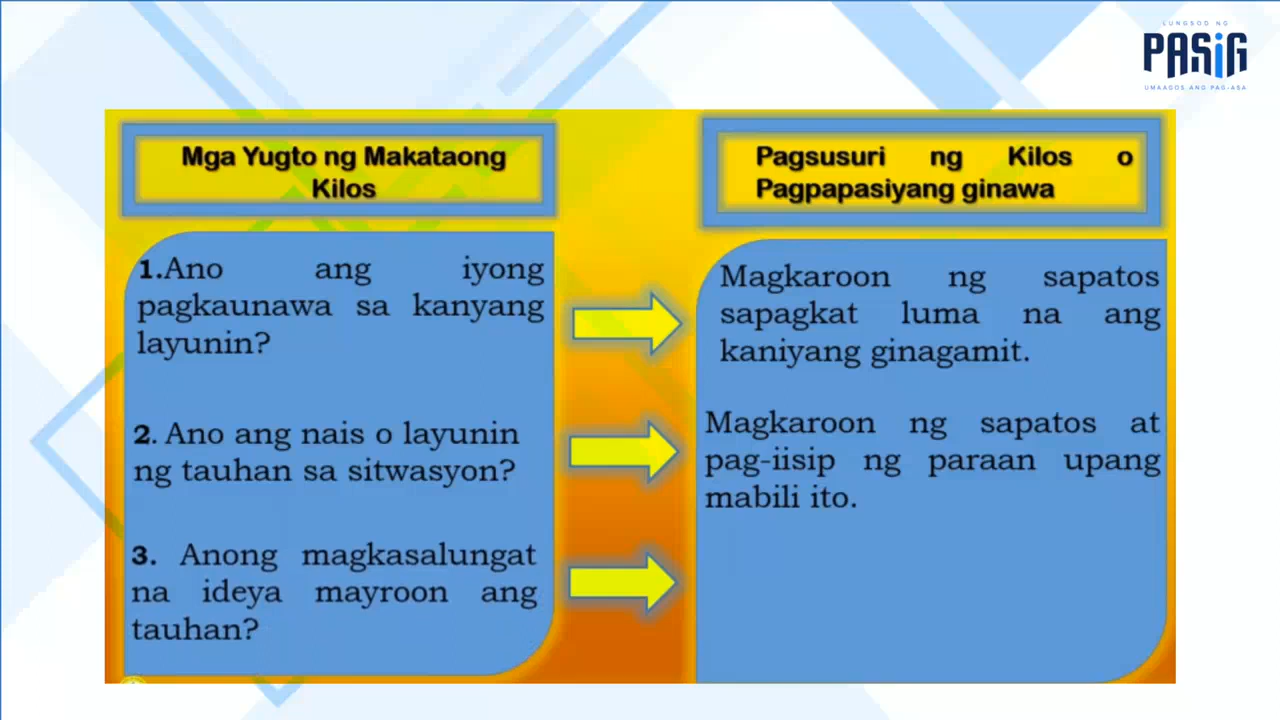 LUNGSOD NG
PASIG
UMAAGOS ANG PAG-ASA
Mga Yugto ng Makataong
Kilos
1.Ano ang iyong
pagkaunawa sa kanyang
layunin?
2. Ano ang nais o layunin
ng tauhan sa sitwasyon?
3. Anong magkasalungat
na ideya mayroon ang
tauhan?
Pagsusuri ng Kilos o
Pagpapasiyang ginawa
Magkaroon ng sapatos
sapagkat luma na ang
kaniyang ginagamit.
Magkaroon ng sapatos at
pag-iisip ng paraan upang
mabili ito.